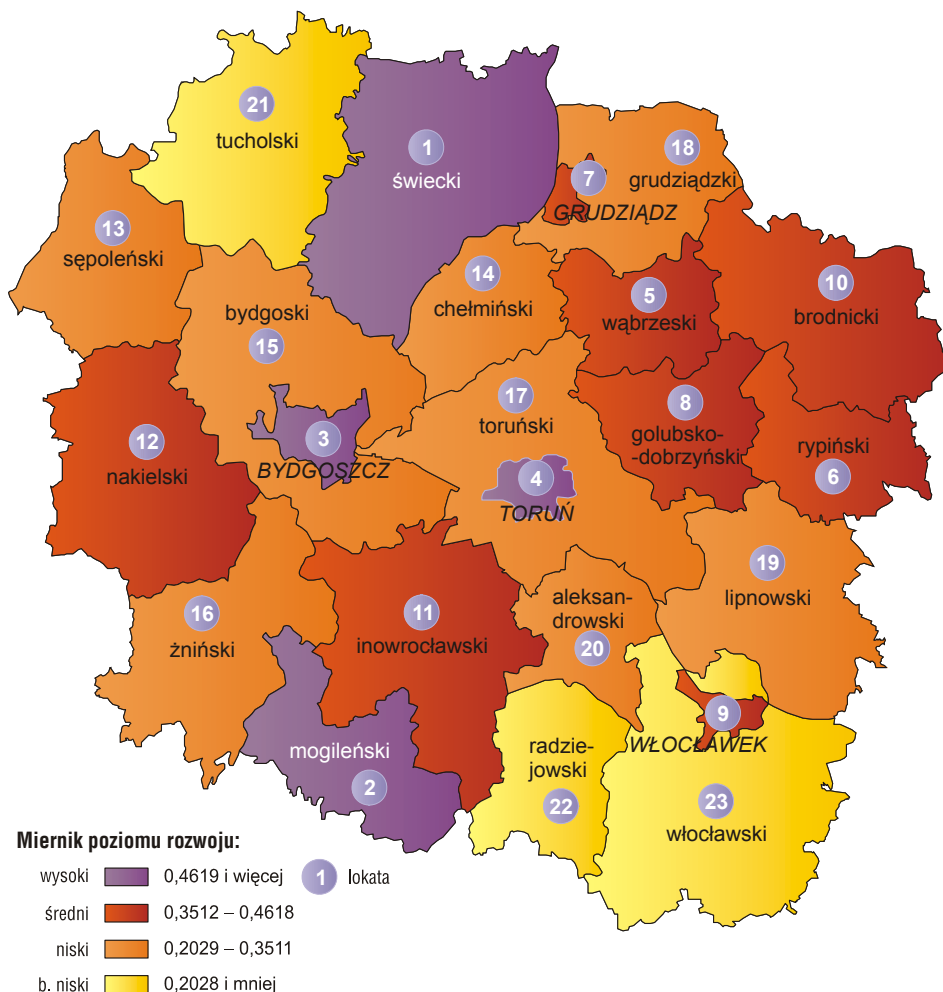 21
tucholski
1
świecki
18
grudziądzki
7
GRUDZIĄDZ
13
sępoleński
14
chełmiński
5
wąbrzeski
10
brodnicki
bydgoski
15
17
toruński
8
golubsko-
-dobrzyński
rypiński
6
12
nakielski
3
BYDGOSZCZ
4
TORUŃ
19
lipnowski
16
żniński
11
inowrocławski
aleksan-
drowski
20
9
WŁOCŁAWEK
mogileński
2
radzie-
jowski
22
23
włocławski
Miernik poziomu rozwoju:
wysoki 0,4619 i więcej 1 lokata
średni 0,3512 – 0,4618
niski 0,2029 – 0,3511
b. niski 0,2028 i mniej